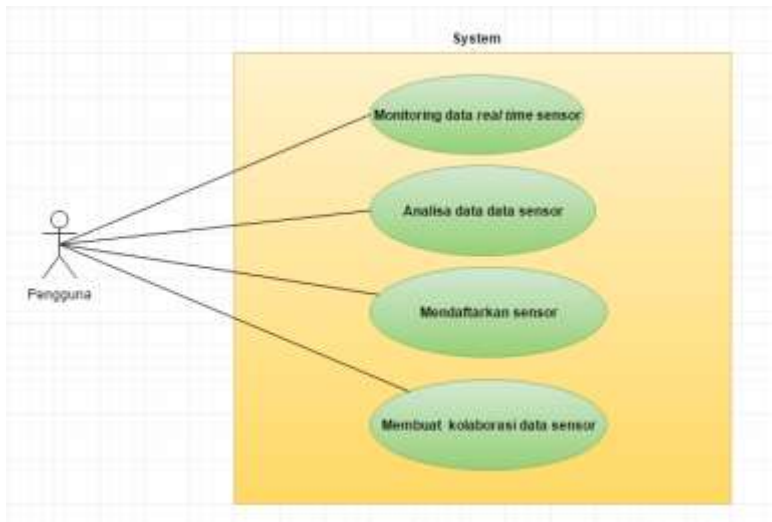 System
Monitoring data real time sensor
Analisa data data sensor
Mendaftarkan sensor
Membuat kolaborasi data sensor
Pengguna